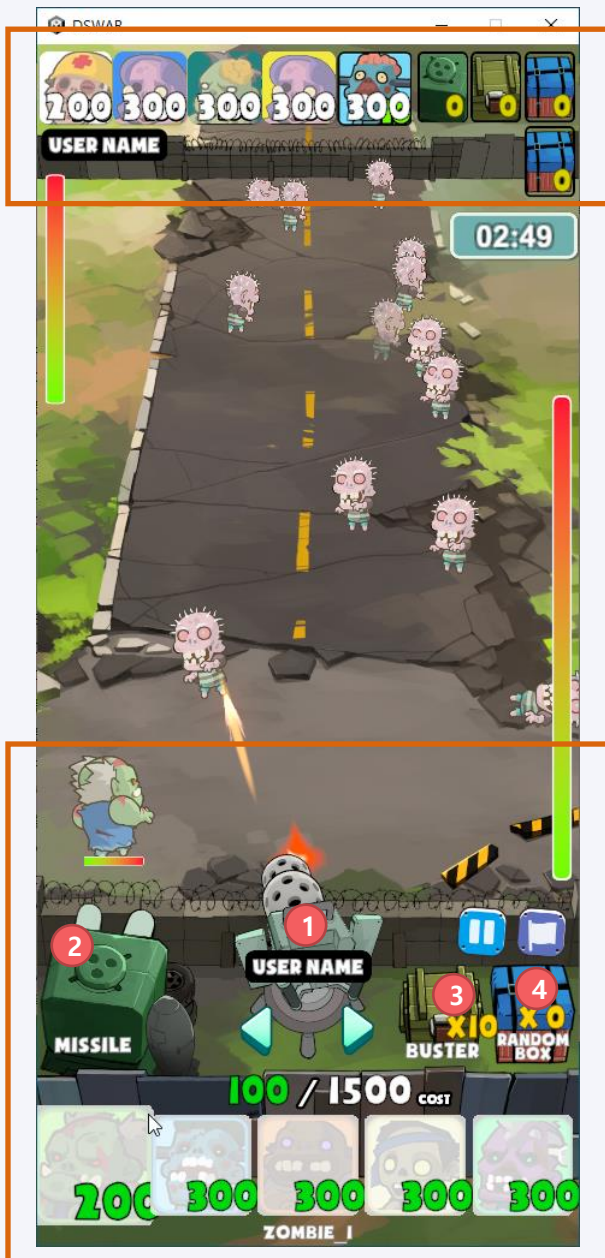 DSWAR
200 300 300 300 300 0 0 0
USER NAME
0
02:49
1
2
USER NAME
3
4
X10
X 0
MISSILE
BUSTER
RANDOM
BOX
100 / 1500 COST
200 300 300 300 300
ZOMBIE_1